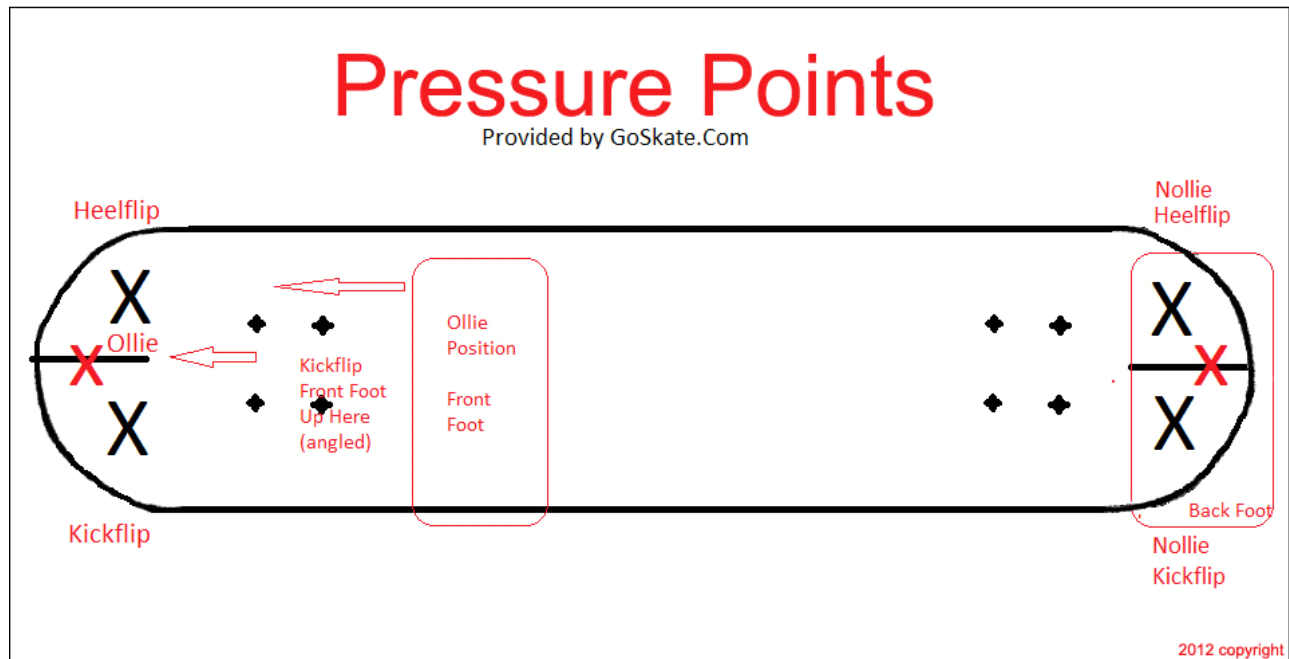 Pressure Points
Provided by GoSkate.Com
Heelflip
Nollie
Heelflip
X
X
Ollie
X
Ollie
Position
Front
Foot
Kickflip
Front Foot
Up Here
(angled)
X
X
X
X
Back Foot
Kickflip
Nollie
Kickflip
2012 copyright